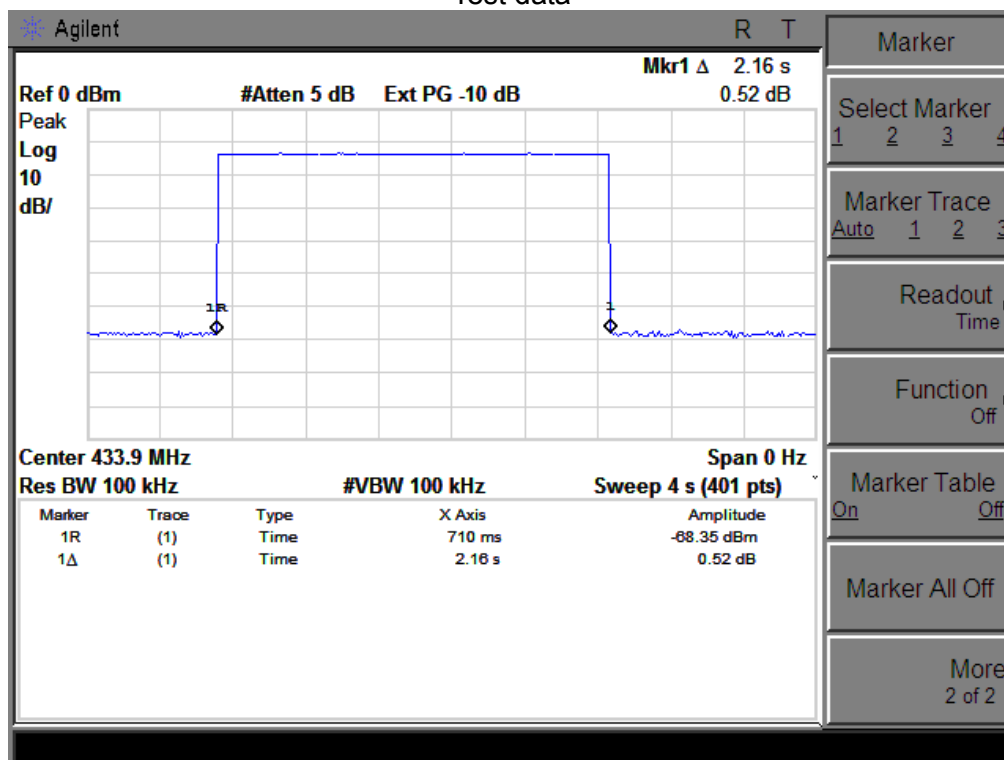 Test data
Agilent R T
Mkr1 Δ 2.16 s
Ref 0 dBm #Atten 5 dB Ext PG -10 dB 0.52 dB
Peak
Log
10
dB/
1R
1
Center 433.9 MHz Span 0 Hz
Res BW 100 kHz #VBW 100 kHz Sweep 4 s (401 pts)
Marker Trace Type X Axis Amplitude
1R (1) Time 710 ms -68.35 dBm
1Δ (1) Time 2.16 s 0.52 dB
Marker
Select Marker
1 2 3 4
Marker Trace
Auto 1 2 3
Readout
Time
Function
Off
Marker Table
On Off
Marker All Off
More
2 of 2